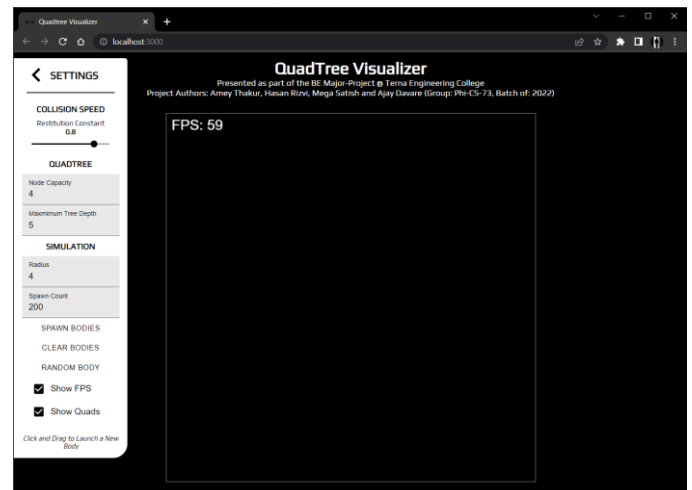 Quadtree Visualizer
localhost:3000
SETTINGS
COLLISION SPEED
Restitution Constant
0.8
QUADTREE
Node Capacity
4
Maxmimum Tree Depth
5
SIMULATION
Radius
4
Spawn Count
200
SPAWN BODIES
CLEAR BODIES
RANDOM BODY
Show FPS
Show Quads
Click and Drag to Launch a New
Body
QuadTree Visualizer
Presented as part of the BE Major-Project @ Terna Engineering College
Project Authors: Amey Thakur, Hasan Rizvi, Mega Satish and Ajay Davare (Group: Phi-CS-73, Batch of: 2022)
FPS: 59